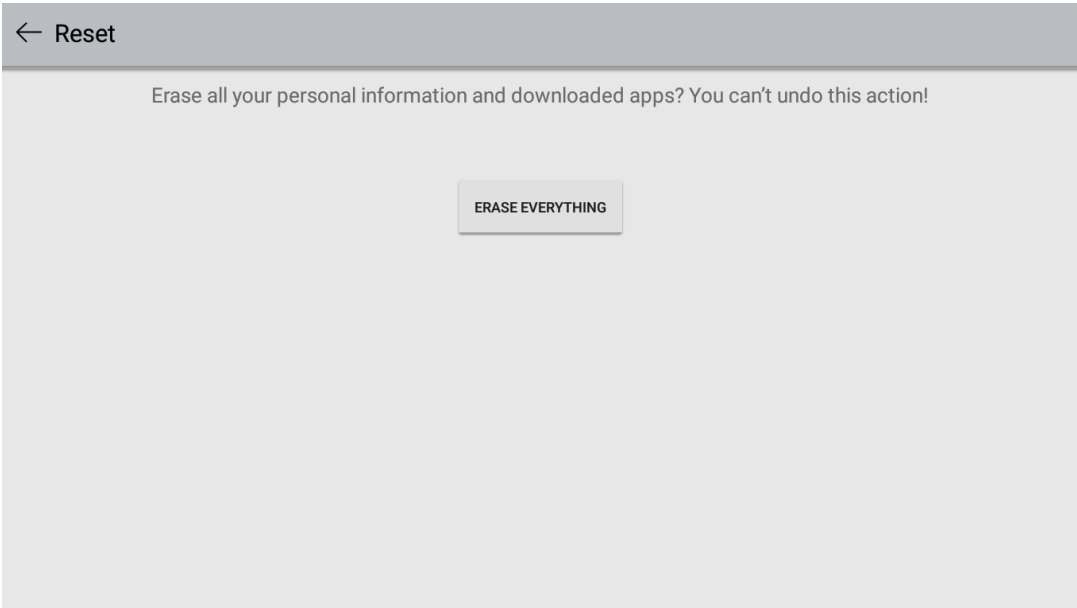 Reset
Erase all your personal information and downloaded apps? You can't undo this action!
ERASE EVERYTHING